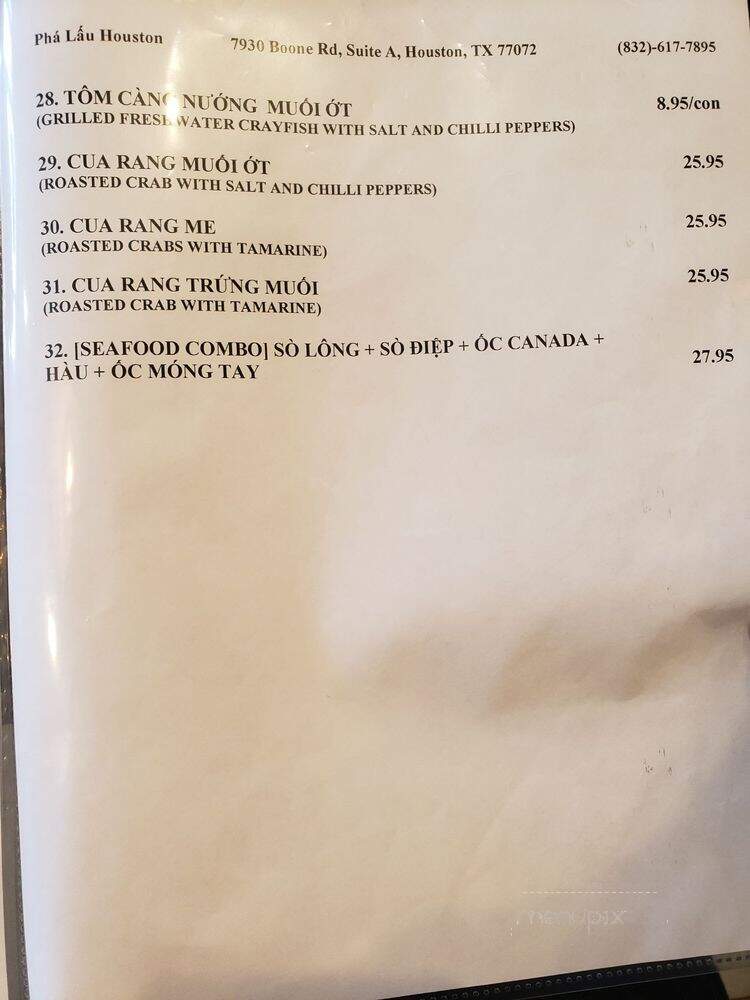 Phá Lấu Houston 7930 Boone Rd, Suite A, Houston, TX 77072 (832)-617-7895
28. TÔM CÀNG NƯỚNG MUỐI ỚT 8.95/con
(GRILLED FRESHWATER CRAYFISH WITH SALT AND CHILLI PEPPERS)
29. CUA RANG MUỐI ỚT 25.95
(ROASTED CRAB WITH SALT AND CHILLI PEPPERS)
30. CUA RANG ME 25.95
(ROASTED CRABS WITH TAMARINE)
31. CUA RANG TRỨNG MUỐI 25.95
(ROASTED CRAB WITH TAMARINE)
32. [SEAFOOD COMBO] SÒ LÔNG + SÒ ĐIỆP + ỐC CANADA + 27.95
HÀU + ỐC MÓNG TAY
menupix